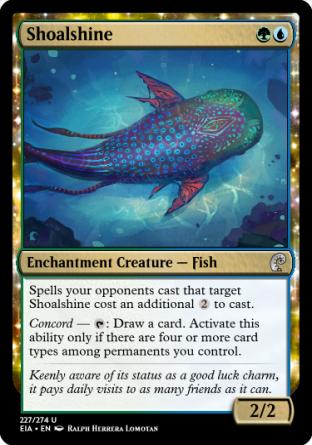 Shoalshine
Enchantment Creature — Fish
Spells your opponents cast that target
Shoalshine cost an additional 2 to cast.
Concord — : Draw a card. Activate this
ability only if there are four or more card
types among permanents you control.
Keenly aware of its status as a good luck charm,
it pays daily visits to as many friends as it can.
2/2
227/274 U
EIA • EN Ralph Herrera Lomotan